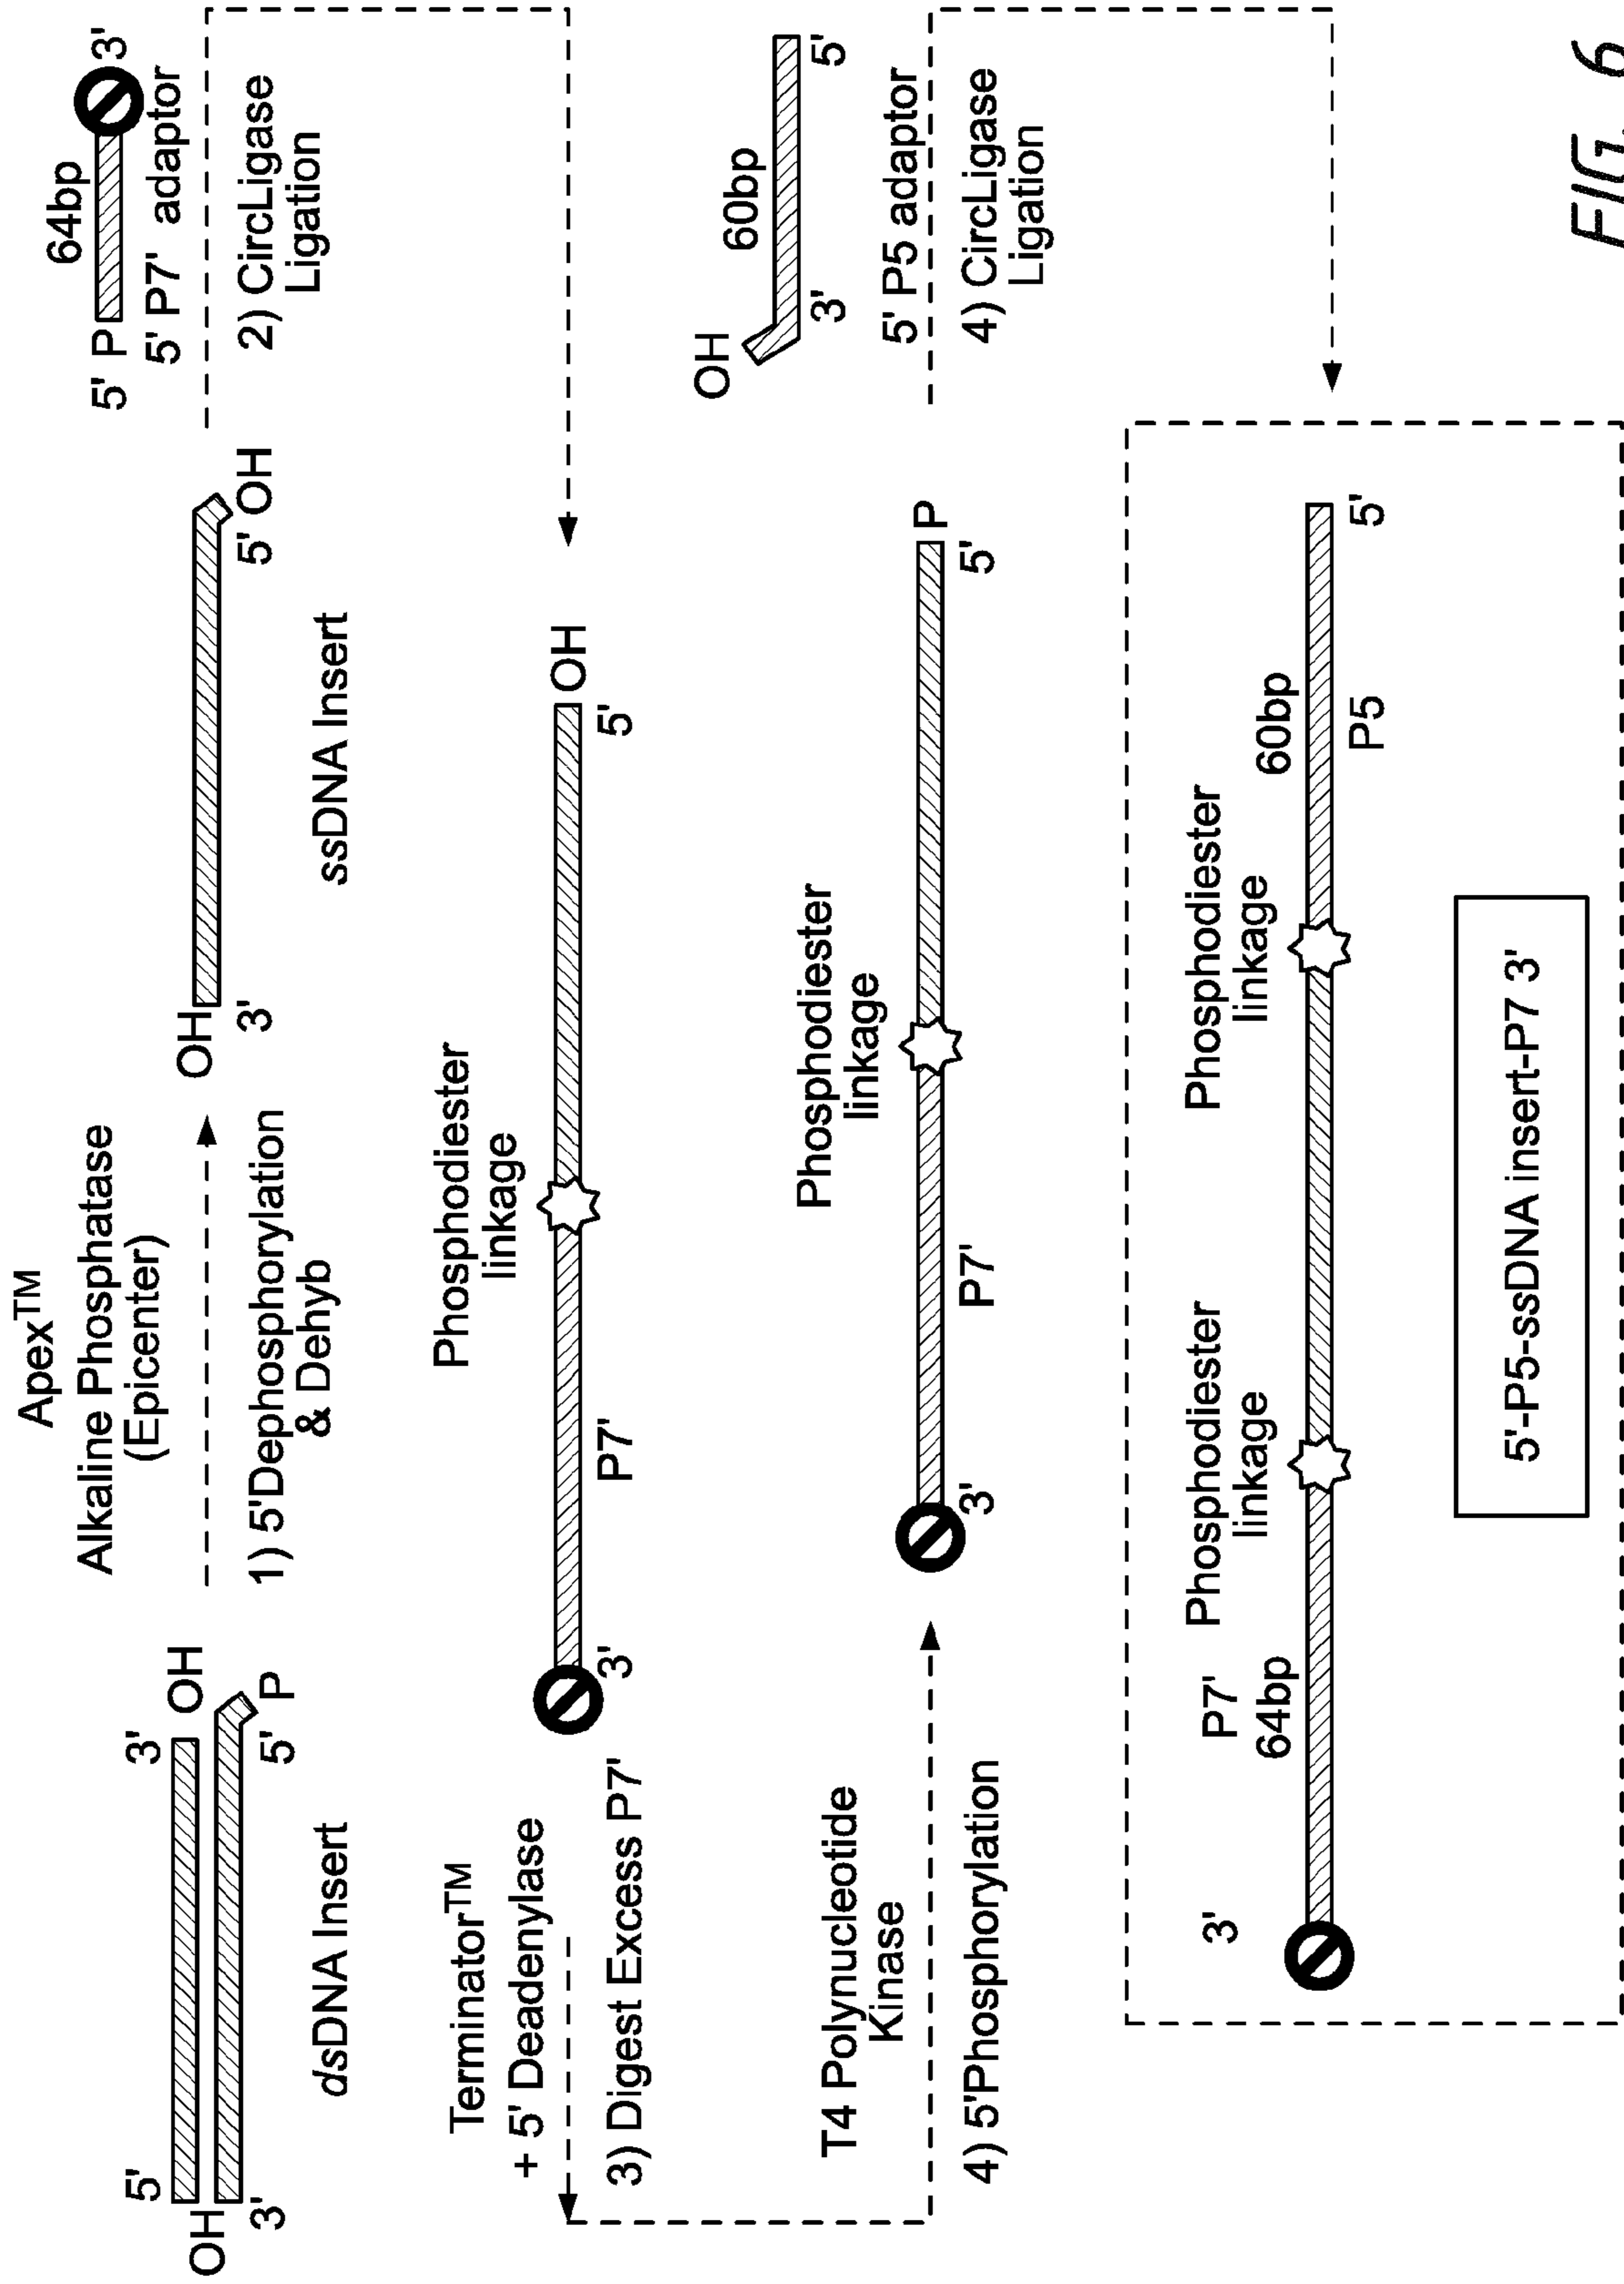 Apex™
Alkaline Phosphatase
(Epicenter)
1) 5'Dephosphorylation
& Dehyb
5'
3'
OH
OH
3'
5'
P
dsDNA Insert
OH
3'
5'
OH
ssDNA Insert
64bp
5' P
3'
5' P7' adaptor
2) CircLigase
Ligation
Terminator™
+ 5' Deadenylase
3) Digest Excess P7'
Phosphodiester
linkage
3'
P7'
5'
OH
T4 Polynucleotide
Kinase
4) 5'Phosphorylation
Phosphodiester
linkage
3'
P7'
5'
P
OH
60bp
3'
5'
5' P5 adaptor
4) CircLigase
Ligation
3'
P7'
64bp
Phosphodiester
linkage
Phosphodiester
linkage
60bp
P5
5'
5'-P5-ssDNA insert-P7 3'
FIG. 6